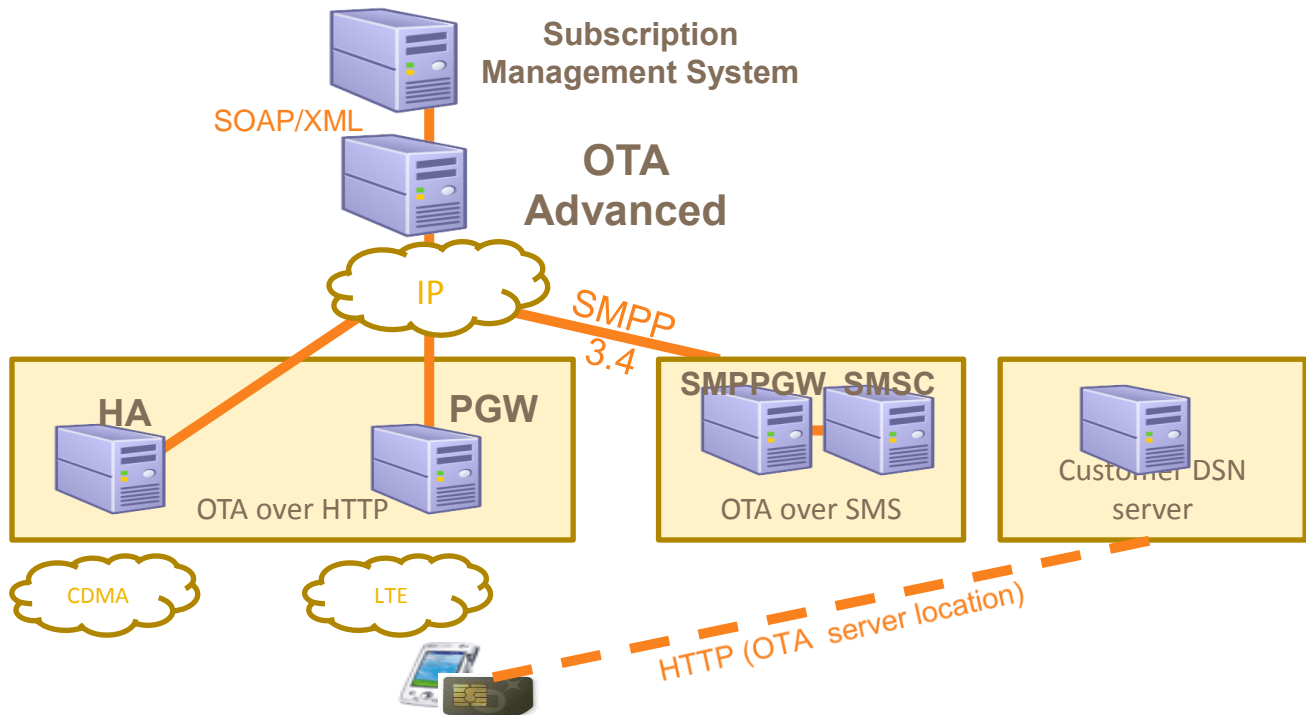 Subscription
Management System
SOAP/XML
OTA
Advanced
IP
SMPP
3.4
HA
PGW
SMPPGW SMSC
OTA over HTTP
OTA over SMS
Customer DSN
server
CDMA
LTE
HTTP (OTA server location)